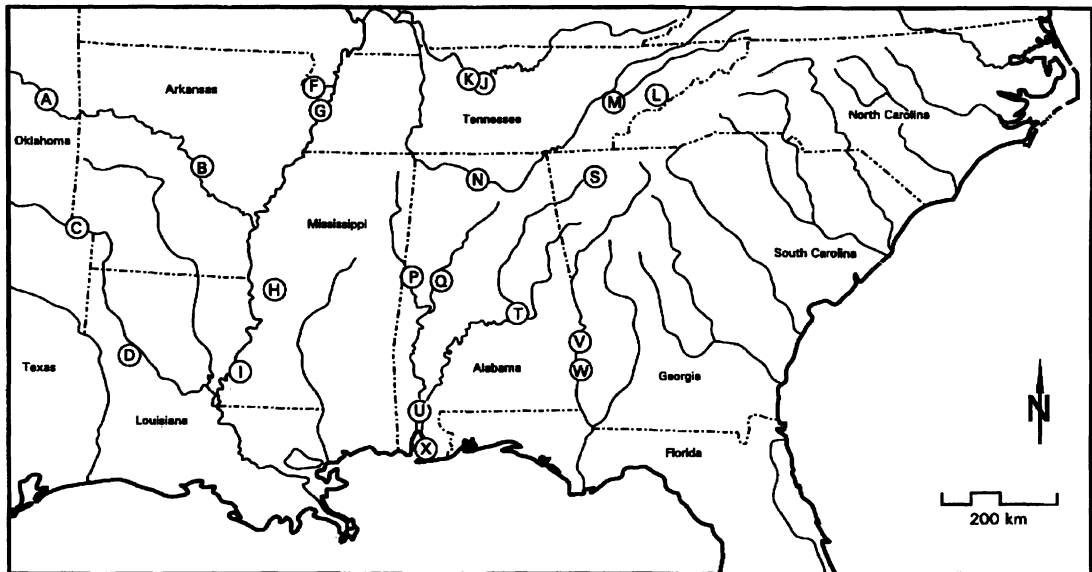 K J
F
Arkansas
A
L
M
G
Tennessee
North Carolina
Oklahoma
B
N
S
C
Mississippi
South Carolina
P
Q
H
T
V
D
Texas
I
W
Alabama
Georgia
N
U
Louisiana
X
Florida
200 km